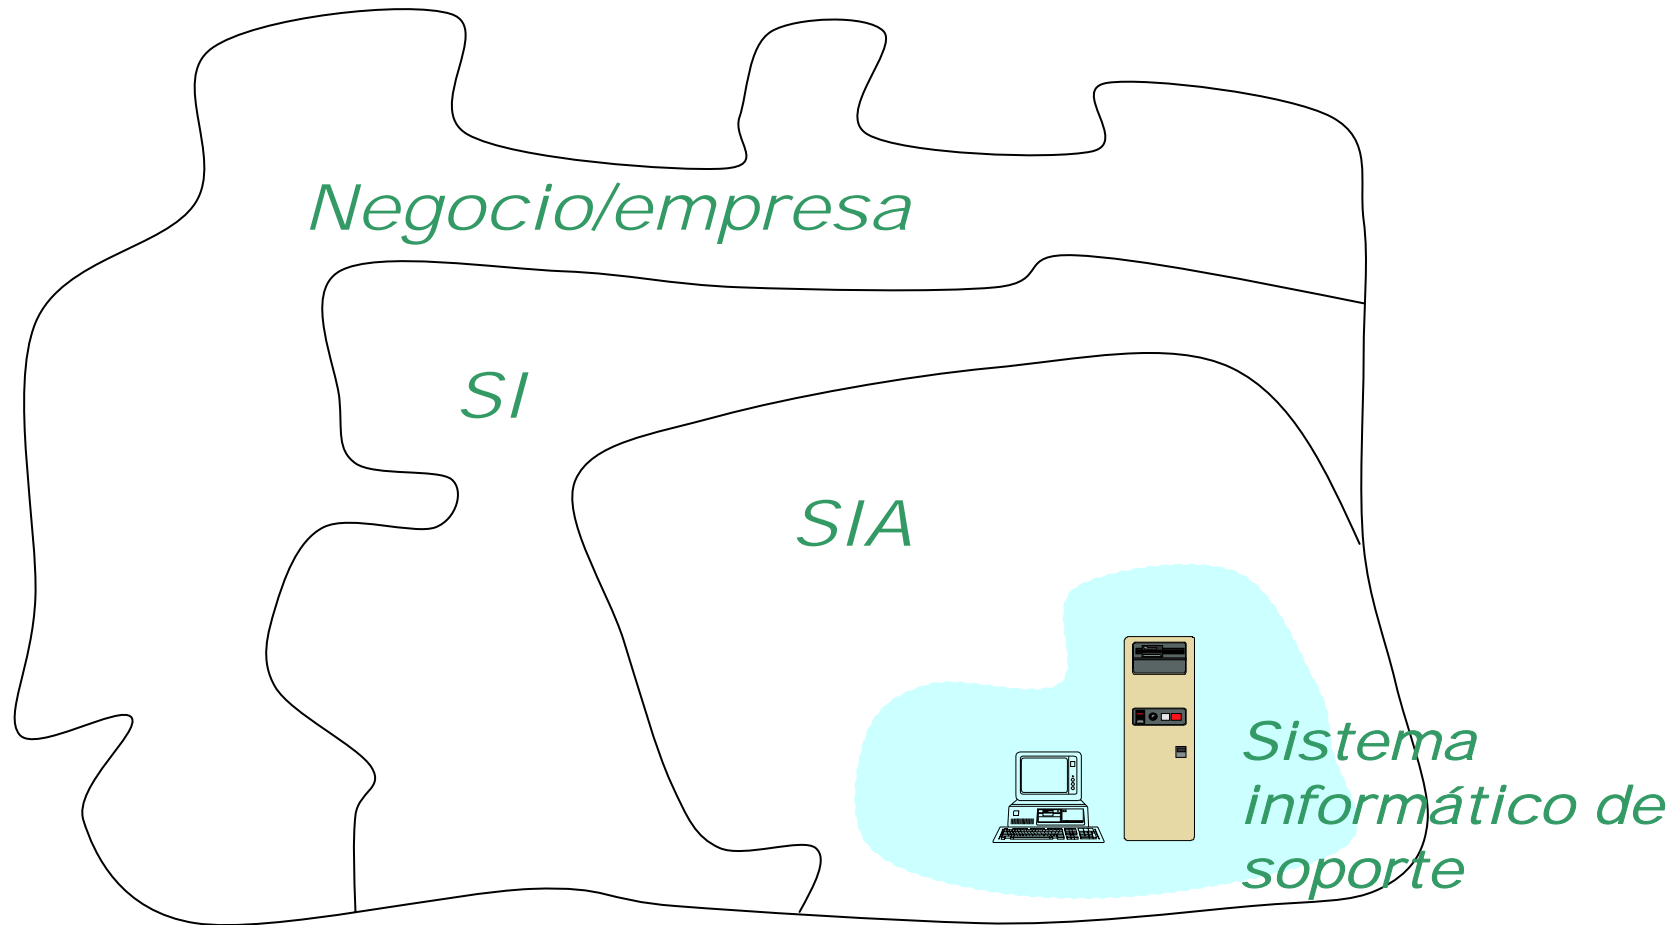 Negocio/empresa
SI
SIA
Sistema
informático de
soporte